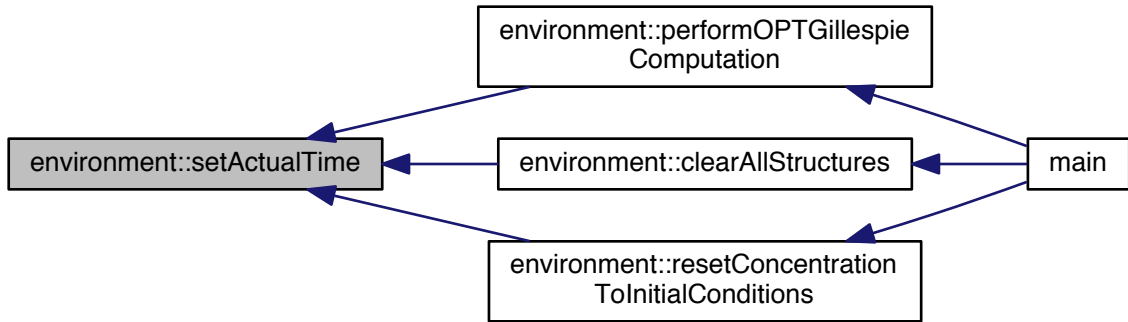 environment::performOPTGillespie
Computation
environment::setActualTime
environment::clearAllStructures
main
environment::resetConcentration
ToInitialConditions